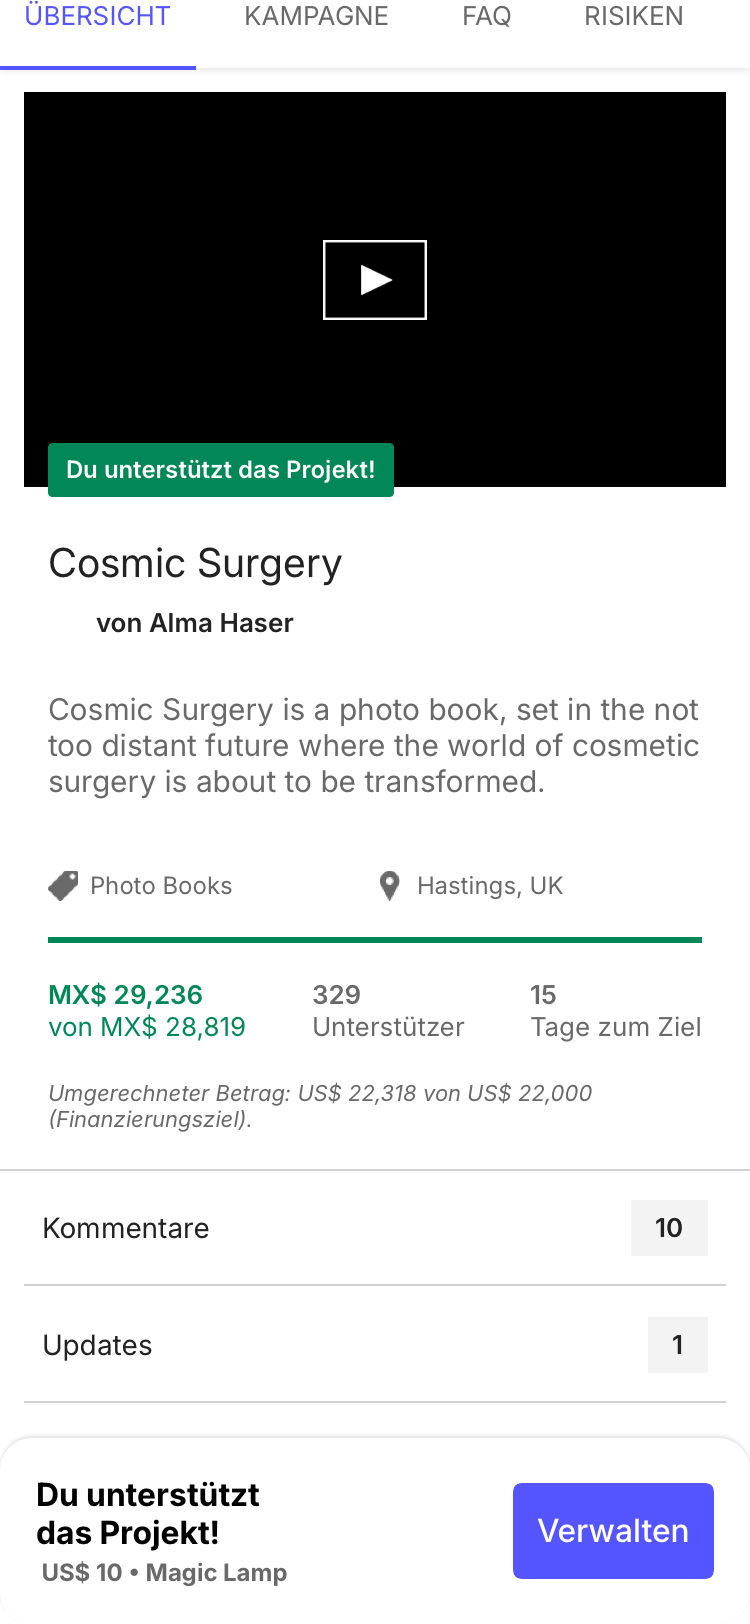 ÜBERSICHT KAMPAGNE FAQ RISIKEN
Du unterstützt das Projekt!
Cosmic Surgery
von Alma Haser
Cosmic Surgery is a photo book, set in the not
too distant future where the world of cosmetic
surgery is about to be transformed.
Photo Books Hastings, UK
MX$ 29,236 329 15
von MX$ 28,819 Unterstützer Tage zum Ziel
Umgerechneter Betrag: US$ 22,318 von US$ 22,000
(Finanzierungsziel).
Kommentare 10
Updates 1
Du unterstützt
das Projekt!
US$ 10 • Magic Lamp
Verwalten